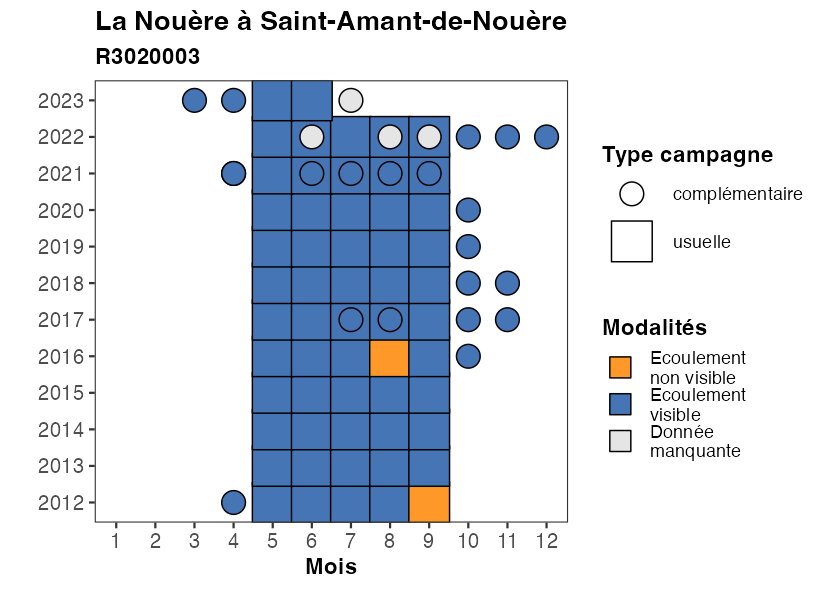 La Nouère à Saint-Amant-de-Nouère
R3020003
2023
2022
2021
2020
2019
2018
2017
2016
2015
2014
2013
2012
1 2 3 4 5 6 7 8 9 10 11 12
Mois
Type campagne
complémentaire
usuelle
Modalités
Ecoulement
non visible
Ecoulement
visible
Donnée
manquante